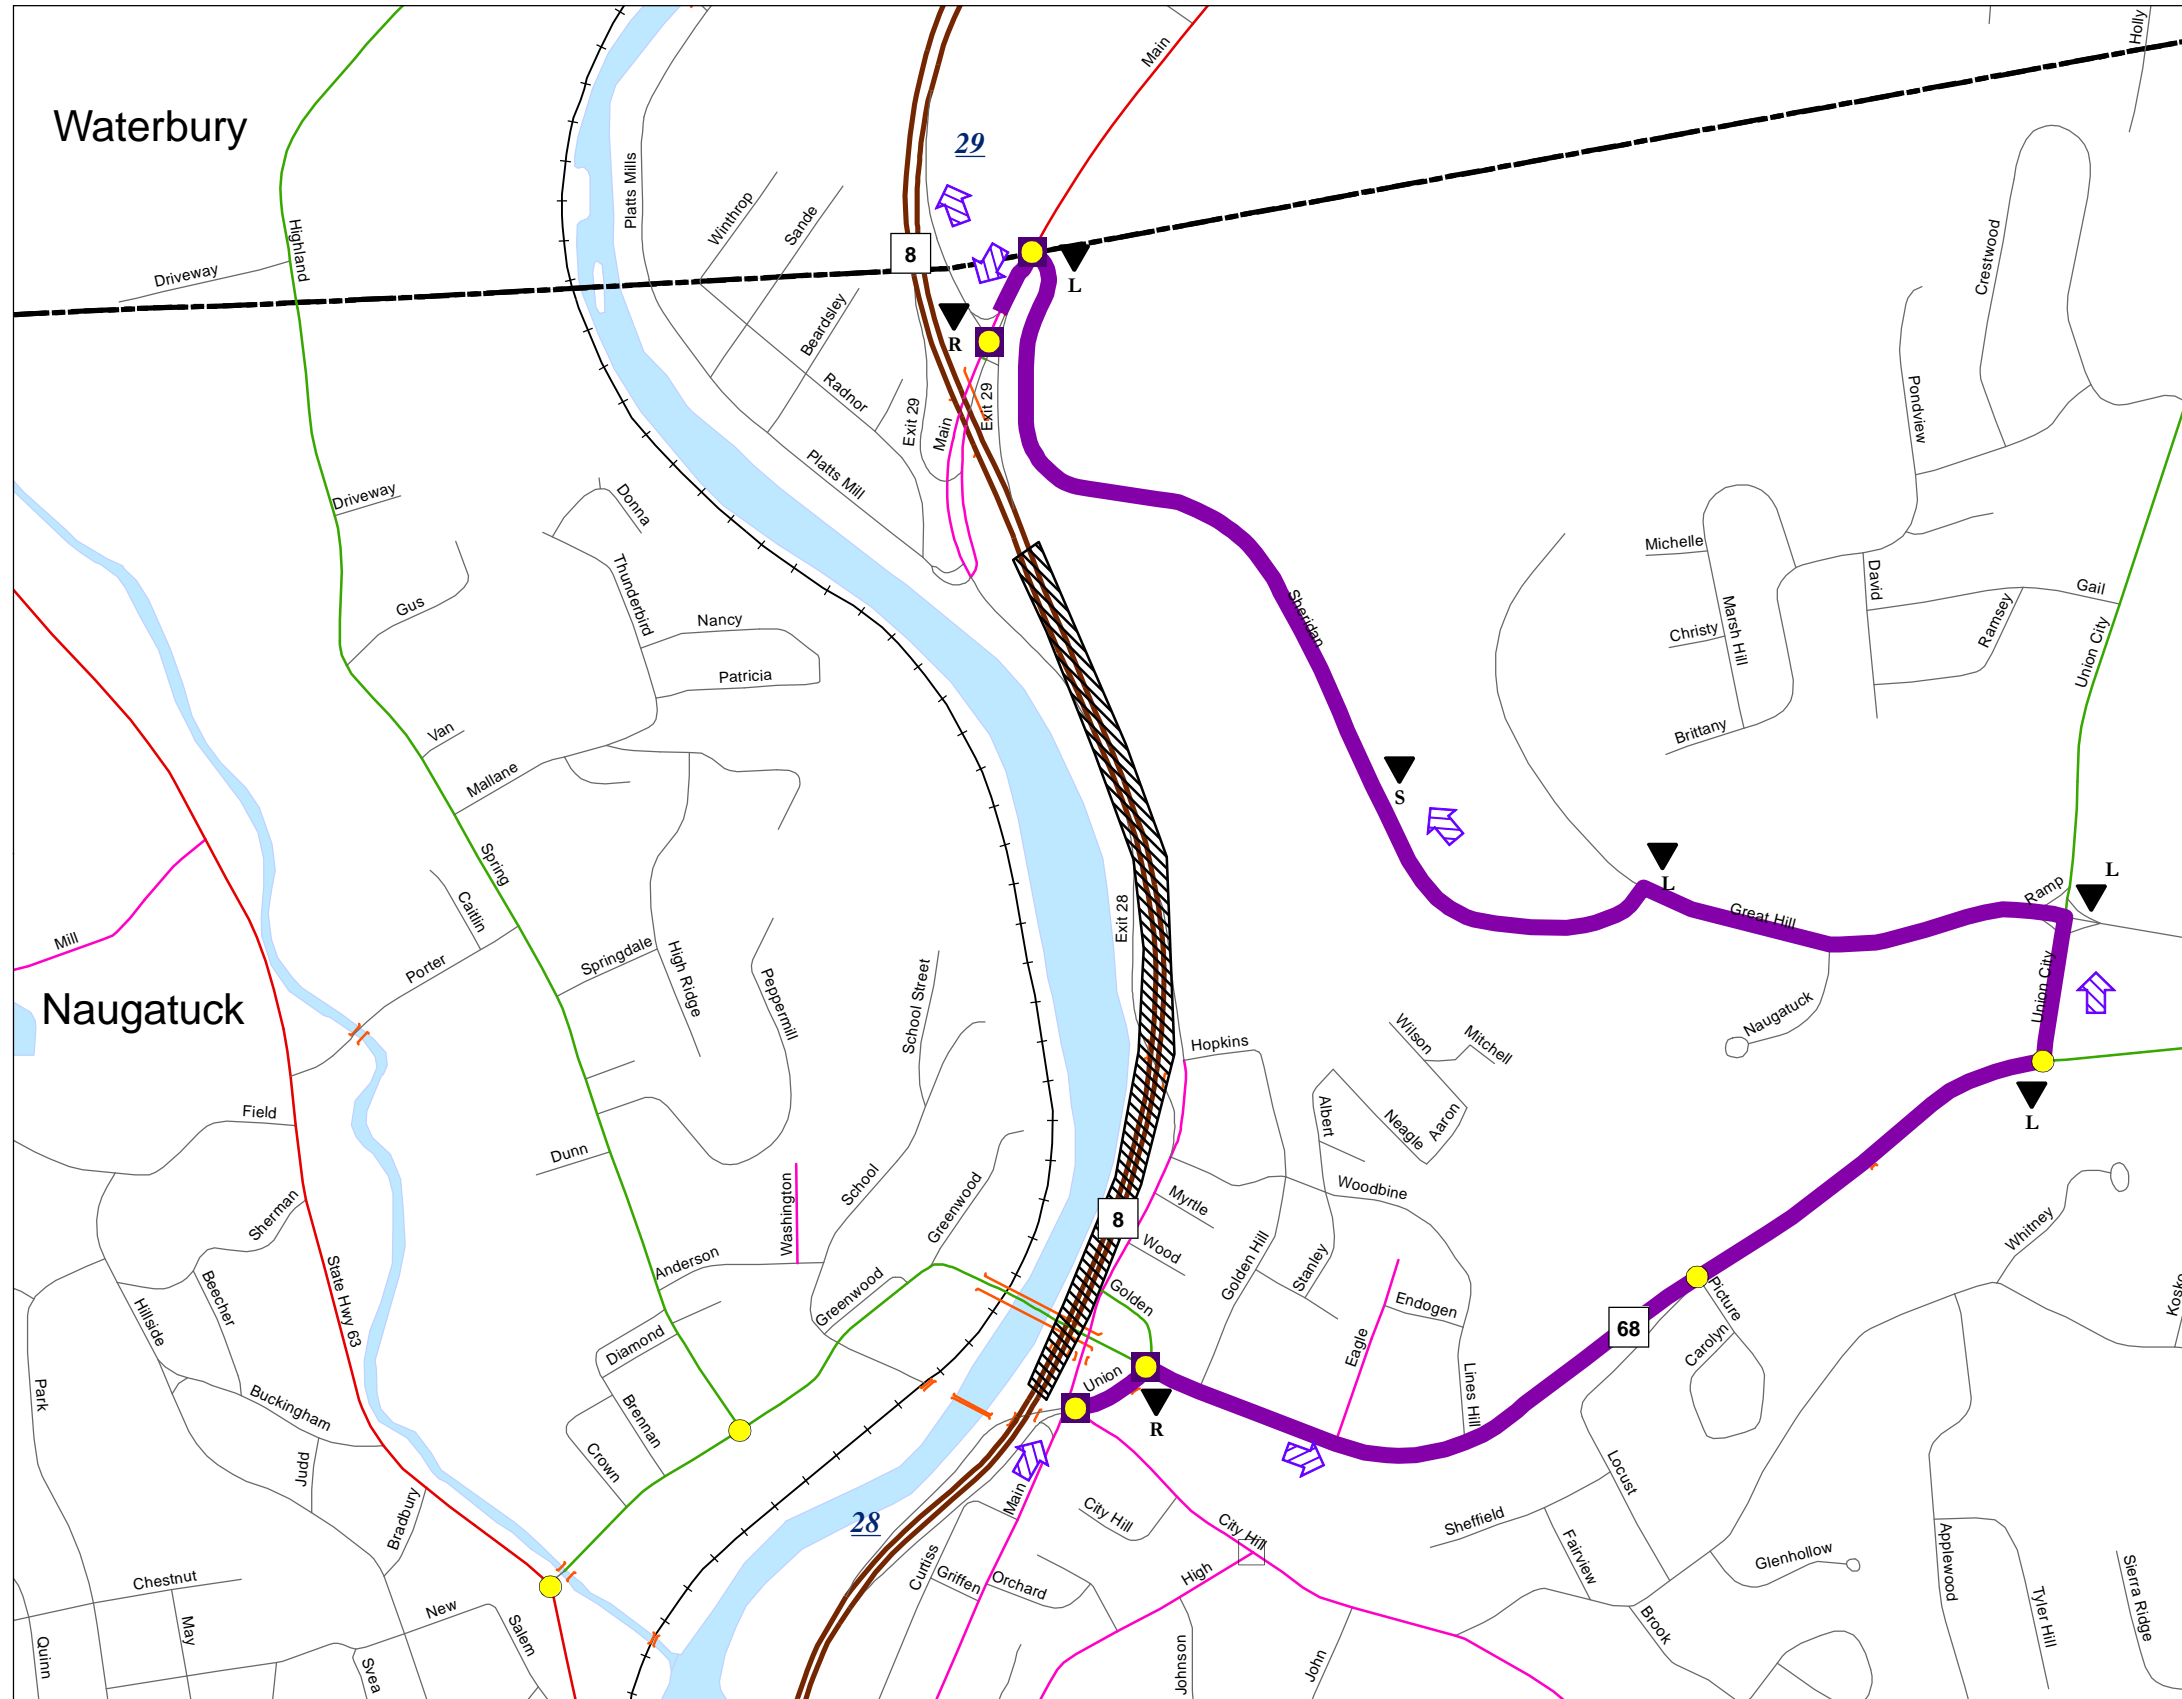 Holly
Main
Waterbury
29
Platts Mills
Winthrop
Sande
Highland
8
Crestwood
Driveway
L
Beardsley
R
Radnor
Exit 29
Exit 29
Main
Pondview
Platts Mill
Driveway
Donna
Michelle
David
Gail
Thunderbird
Gus
Sheridan
Marsh Hill
Christy
Ramsey
Nancy
Union City
Patricia
Van
Brittany
Mallane
S
Spring
L
L
Ramp
Caitlin
Exit 28
Great Hill
Mill
Porter
Springdale
High Ridge
Peppermill
School Street
Union City
Naugatuck
Naugatuck
Wilson
Mitchell
Hopkins
Field
Albert
Neagle
Aaron
L
Dunn
Washington
School
Greenwood
Woodbine
Myrtle
Sherman
8
Whitney
Wood
Golden Hill
Stanley
Anderson
State Hwy 63
Becher
Hillside
Greenwood
Golden
Endogen
Picture
Kosko
68
Diamond
Eagle
Carolyn
Park
Union
Lines Hill
Buckingham
Brennan
R
Crown
Judd
Locust
Main
28
City Hill
City Hill
Sheffield
Bradbury
Fairview
Glenhollow
Applewood
Curtiss
Griffen
Orchard
High
Chestnut
Sierra Ridge
Tyler Hill
New
May
Salem
Brook
Quinn
Svea
Johnson
John